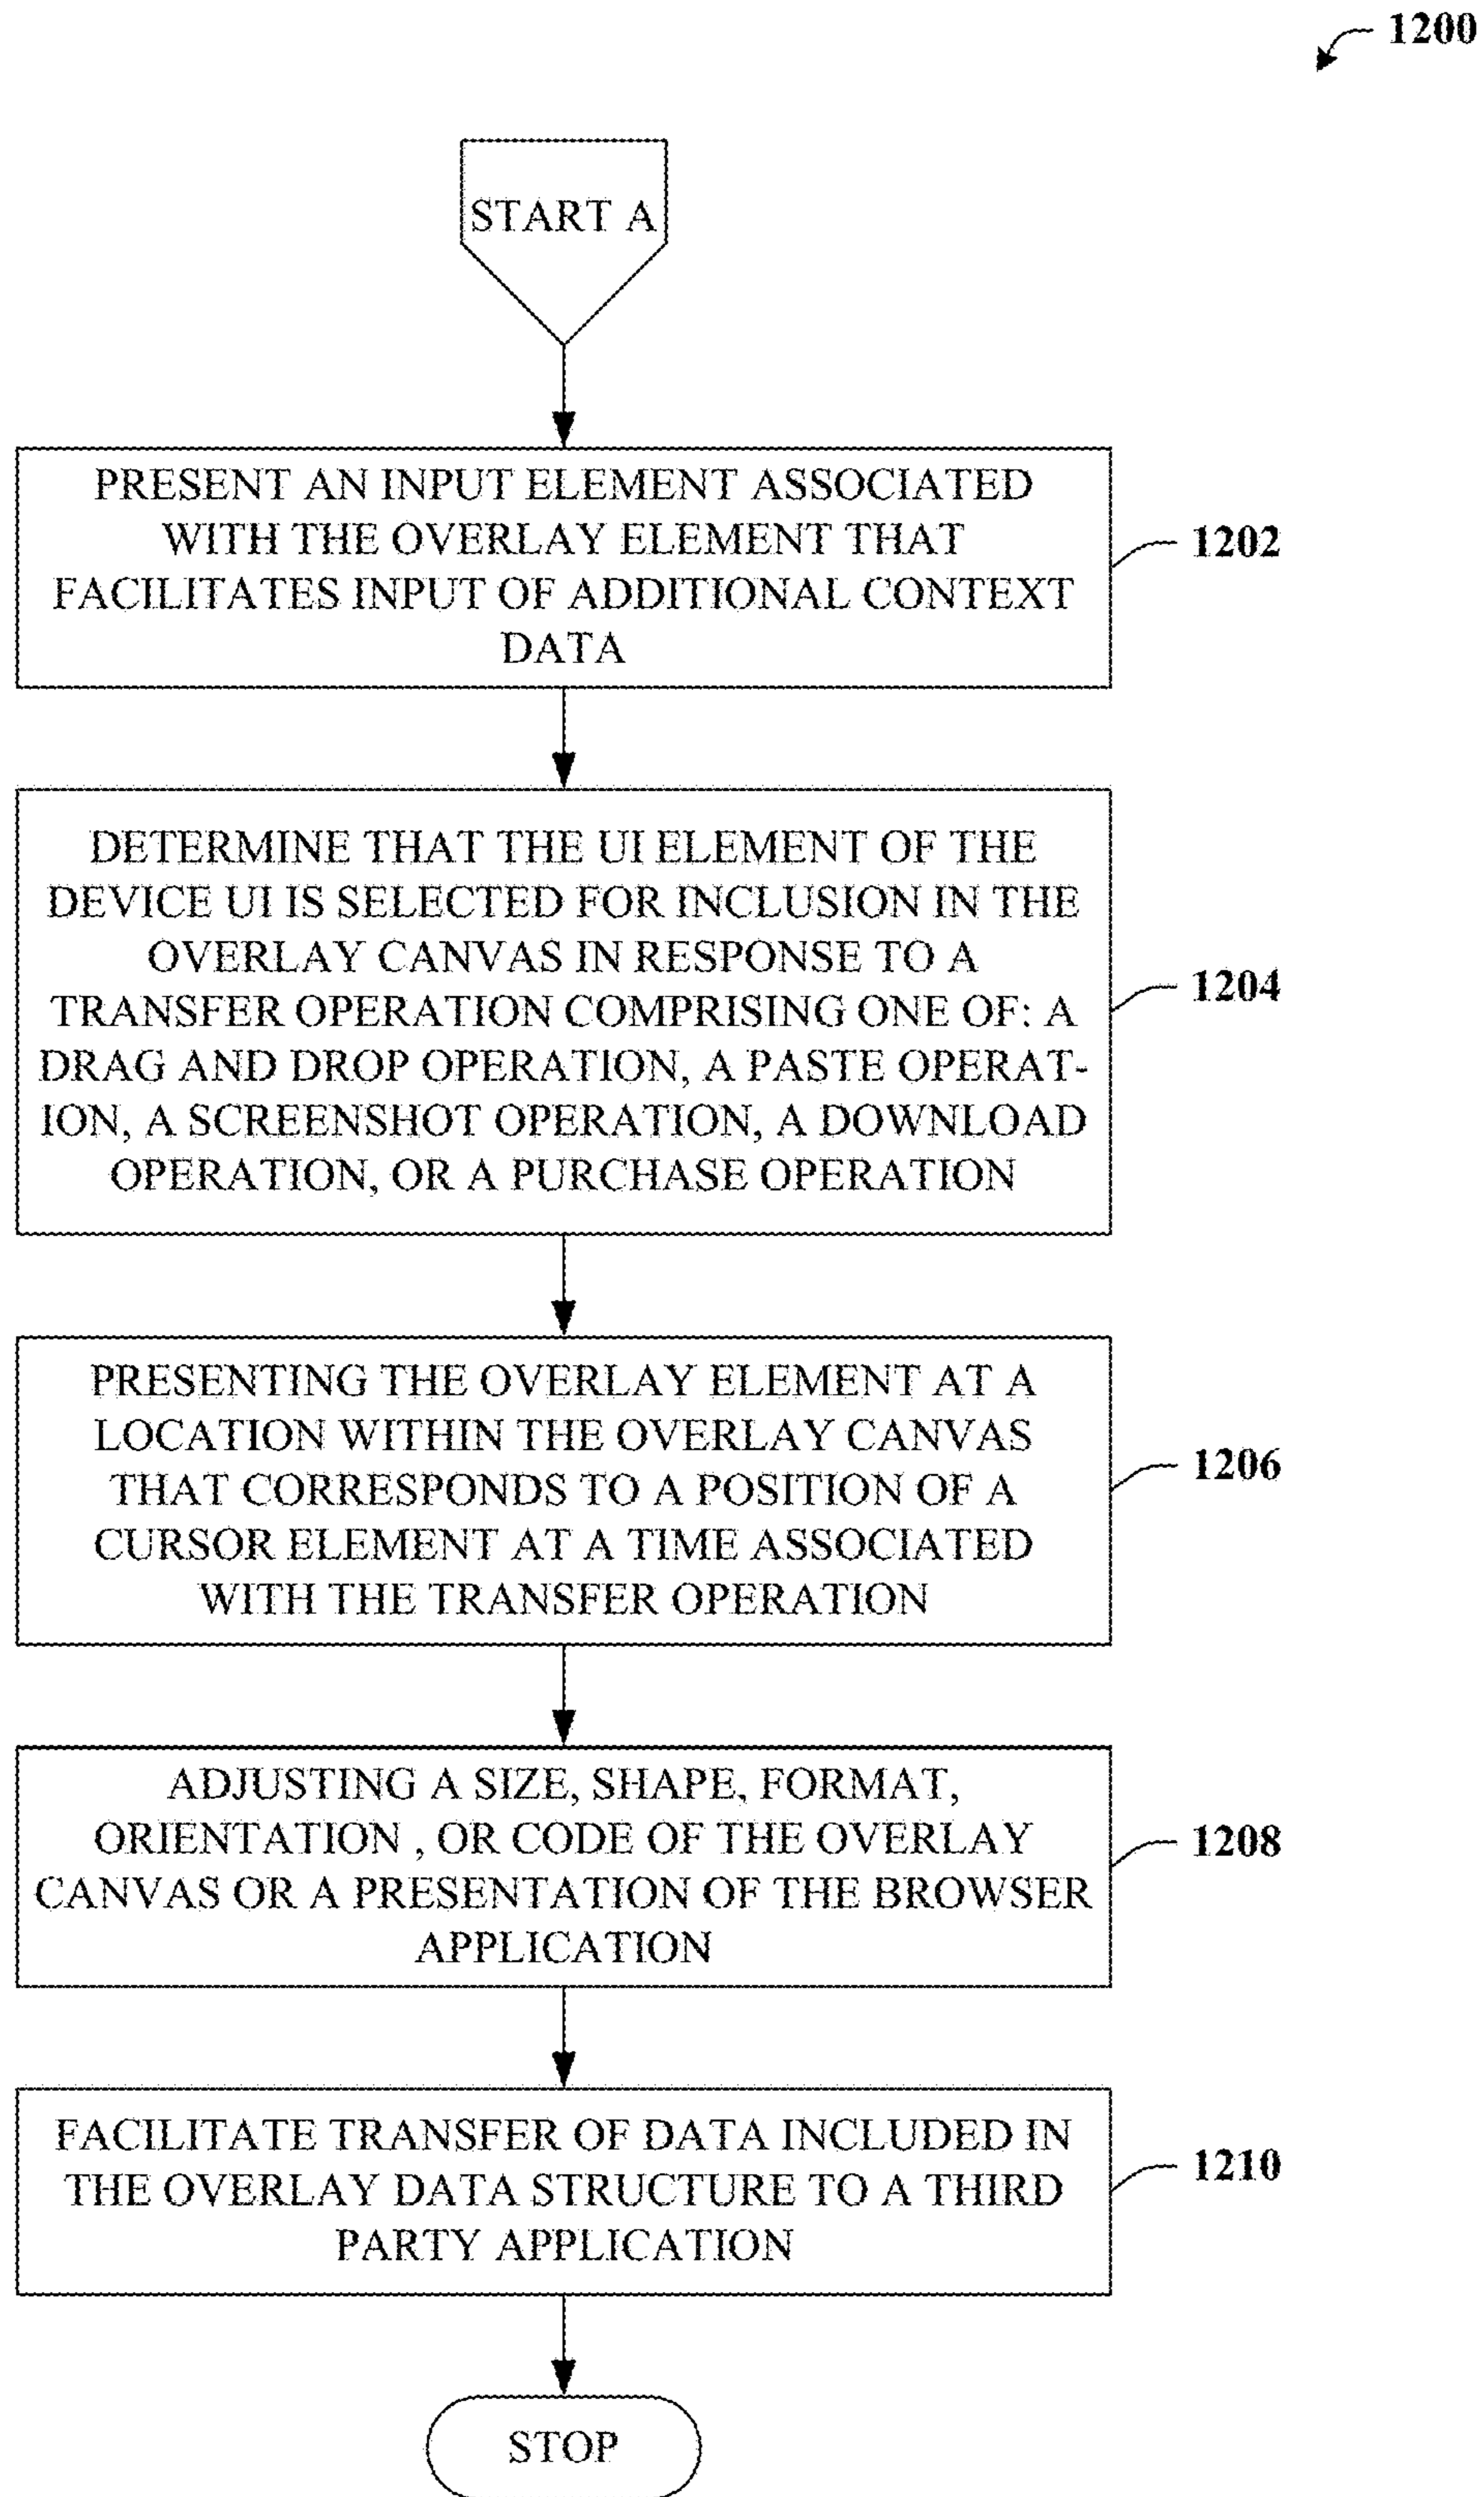 1200
START A
PRESENT AN INPUT ELEMENT ASSOCIATED
WITH THE OVERLAY ELEMENT THAT
FACILITATES INPUT OF ADDITIONAL CONTEXT
DATA
1202
DETERMINE THAT THE UI ELEMENT OF THE
DEVICE UI IS SELECTED FOR INCLUSION IN THE
OVERLAY CANVAS IN RESPONSE TO A
TRANSFER OPERATION COMPRISING ONE OF: A
DRAG AND DROP OPERATION, A PASTE OPERAT-
ION, A SCREENSHOT OPERATION, A DOWNLOAD
OPERATION, OR A PURCHASE OPERATION
1204
PRESENTING THE OVERLAY ELEMENT AT A
LOCATION WITHIN THE OVERLAY CANVAS
THAT CORRESPONDS TO A POSITION OF A
CURSOR ELEMENT AT A TIME ASSOCIATED
WITH THE TRANSFER OPERATION
1206
ADJUSTING A SIZE, SHAPE, FORMAT,
ORIENTATION , OR CODE OF THE OVERLAY
CANVAS OR A PRESENTATION OF THE BROWSER
APPLICATION
1208
FACILITATE TRANSFER OF DATA INCLUDED IN
THE OVERLAY DATA STRUCTURE TO A THIRD
PARTY APPLICATION
1210
STOP